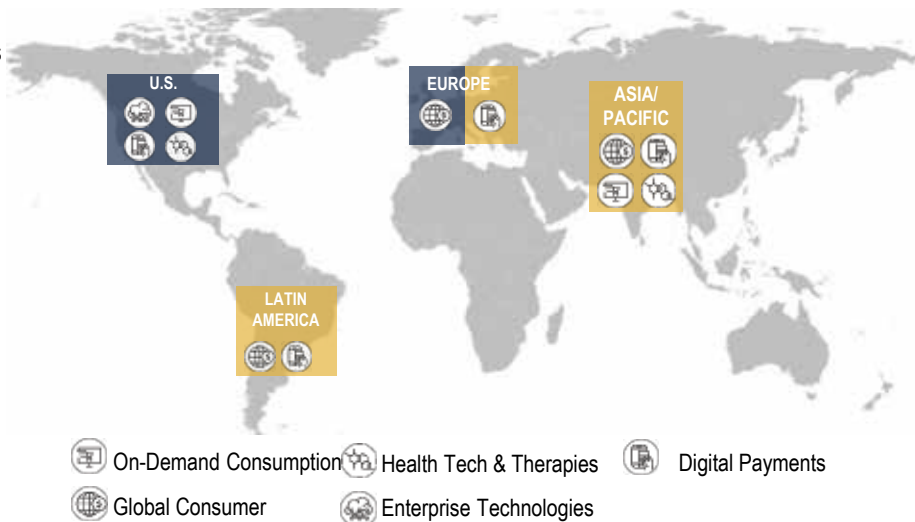 U.S.
EUROPE
ASIA/
PACIFIC
LATIN
AMERICA
On-Demand Consumption
Health Tech & Therapies
Digital Payments
Global Consumer
Enterprise Technologies